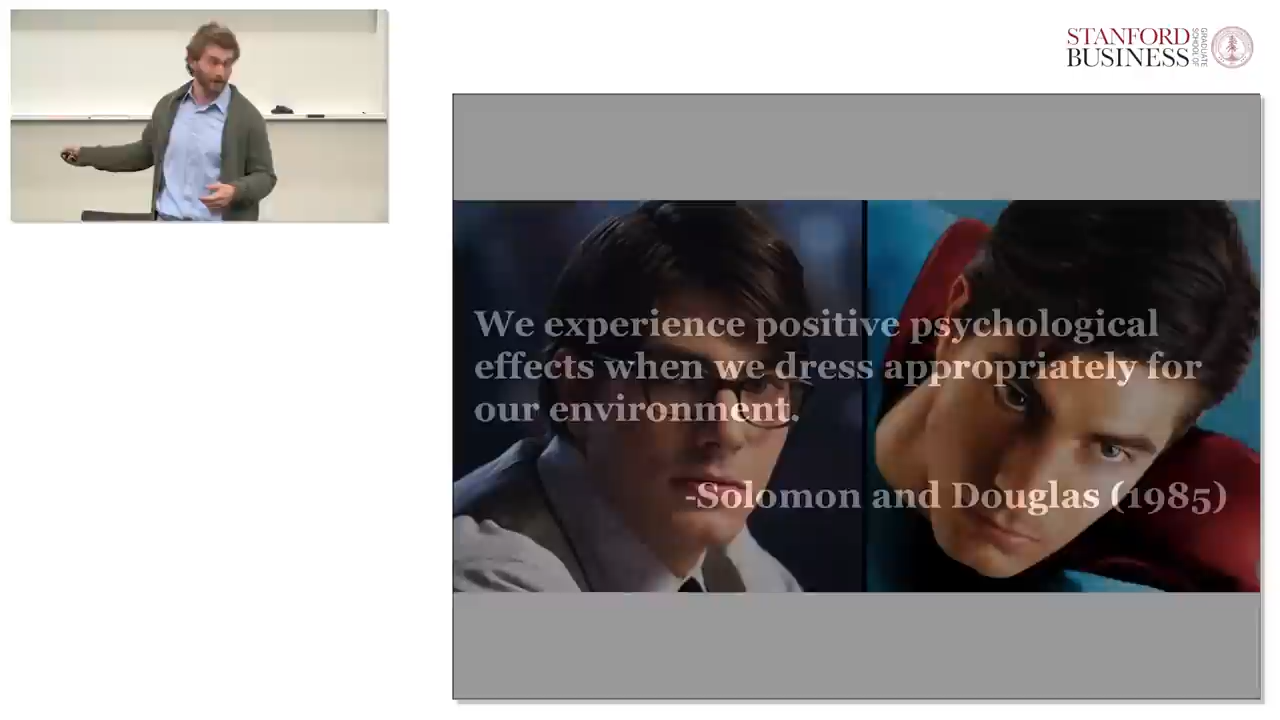 STANFORD
BUSINESS
GRADUATE
SCHOOL OF
We experience positive psychological
effects when we dress appropriately for
our environment.
-Solomon and Douglas (1985)